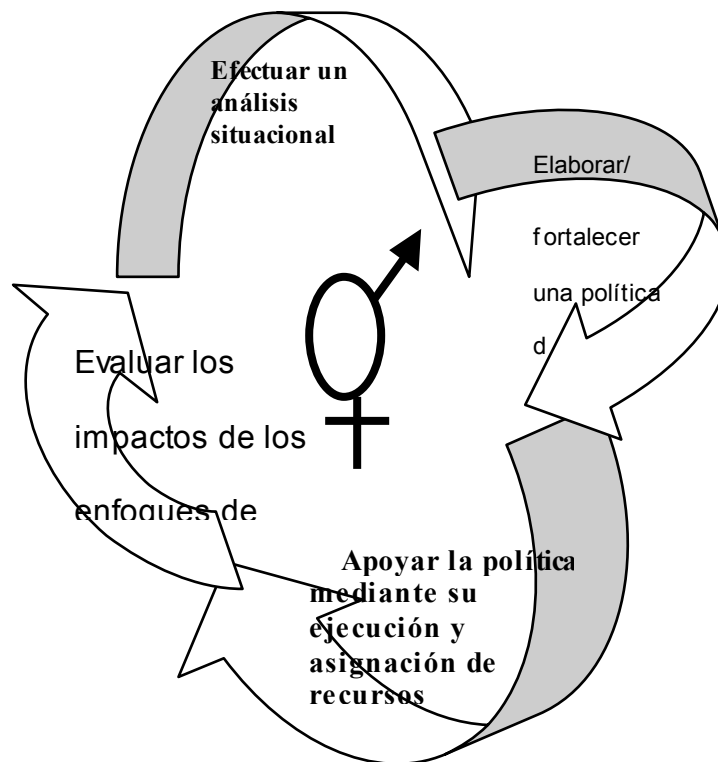 Efectuar un
análisis
situacional
Elaborar/
fortalecer
una política
d
Apoyar la política
mediante su
ejecución y
asignación de
recursos
Evaluar los
impactos de los
enfoques de